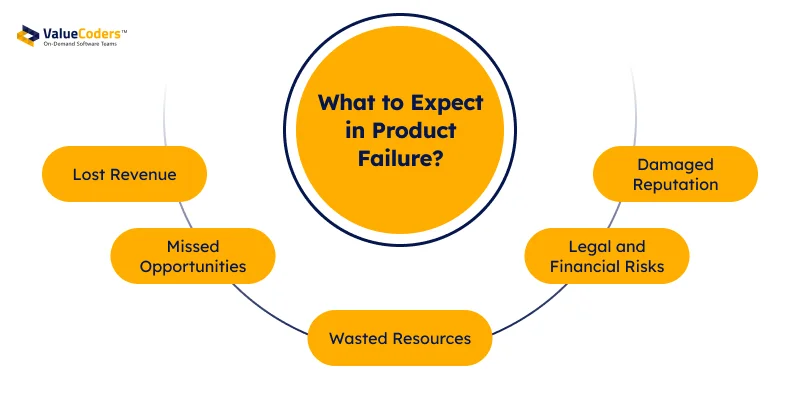 ValueCoders™
On-Demand Software Teams
What to Expect
in Product
Failure?
Lost Revenue
Missed
Opportunities
Wasted Resources
Legal and
Financial Risks
Damaged
Reputation